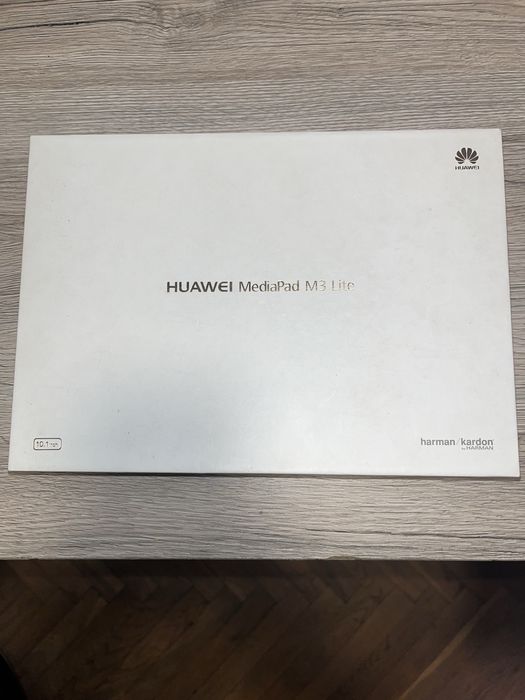 HUAWEI
HUAWEI MediaPad M3 Lite
10.1 inch
harman/kardon
by HARMAN